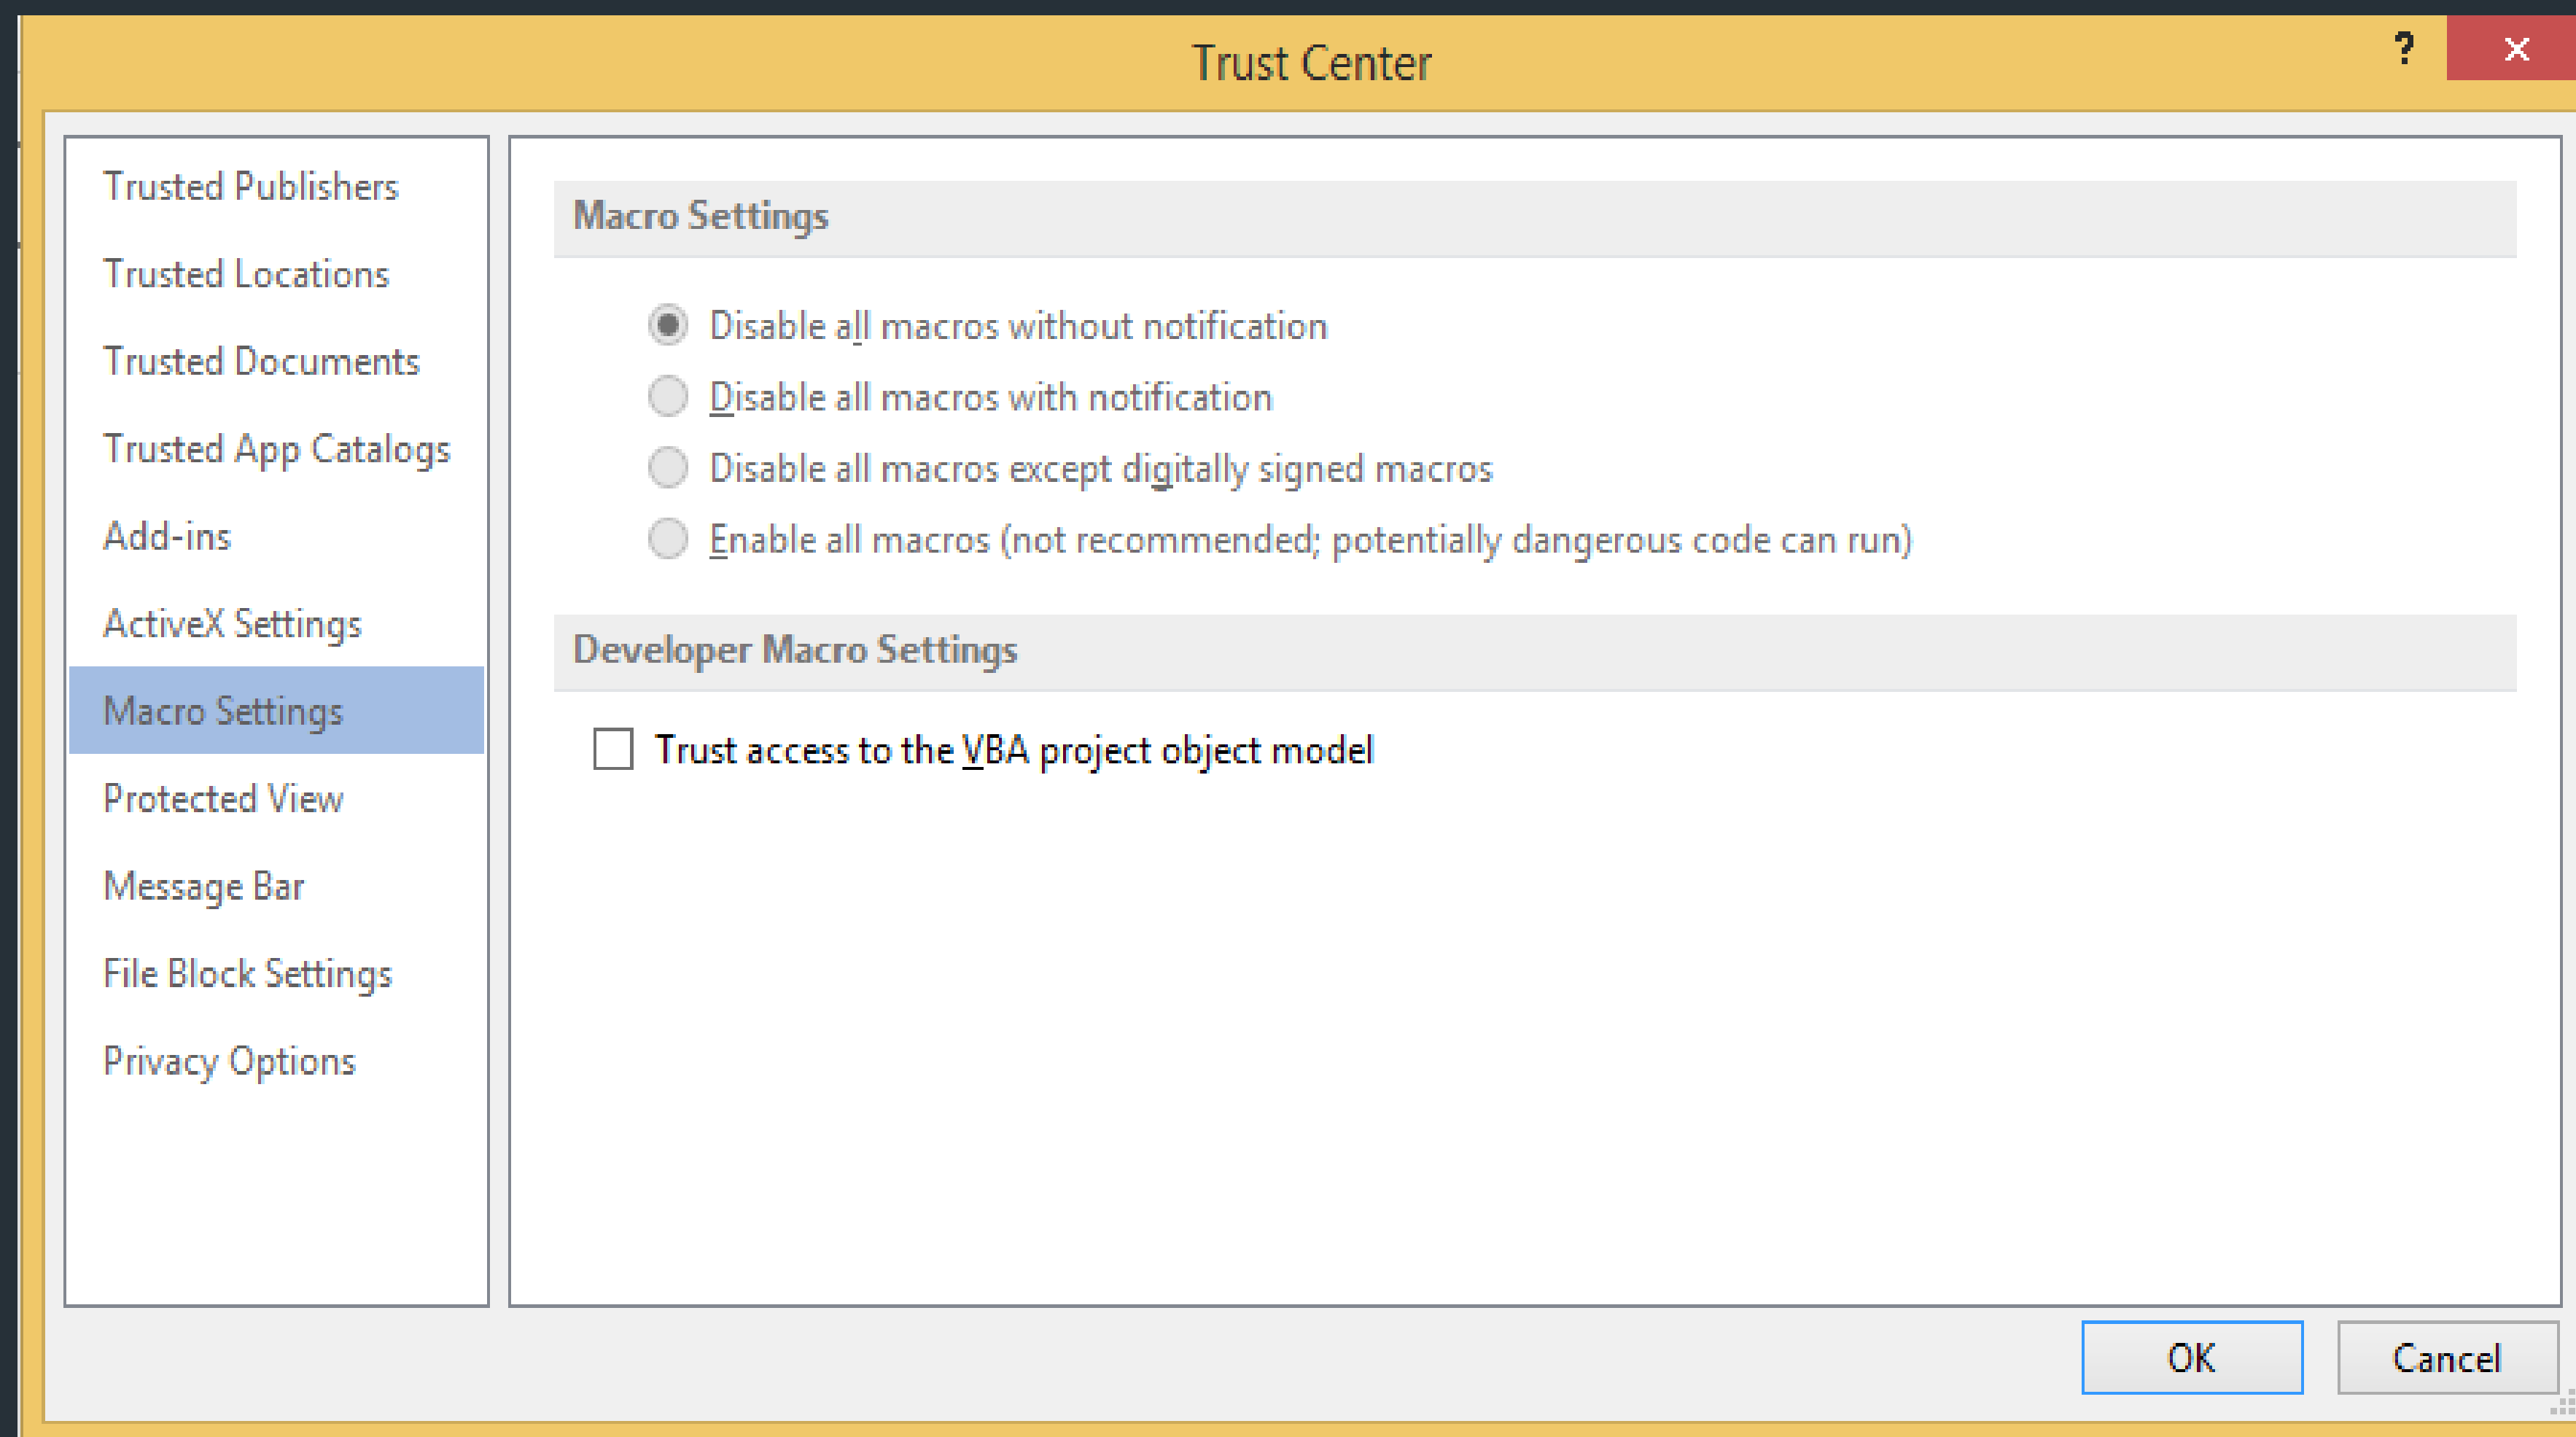 Trust Center
?
Trusted Publishers
Trusted Locations
Trusted Documents
Trusted App Catalogs
Add-ins
ActiveX Settings
Macro Settings
Protected View
Message Bar
File Block Settings
Privacy Options
Macro Settings
Disable all macros without notification
Disable all macros with notification
Disable all macros except digitally signed macros
Enable all macros (not recommended; potentially dangerous code can run)
Developer Macro Settings
Trust access to the VBA project object model
OK
Cancel